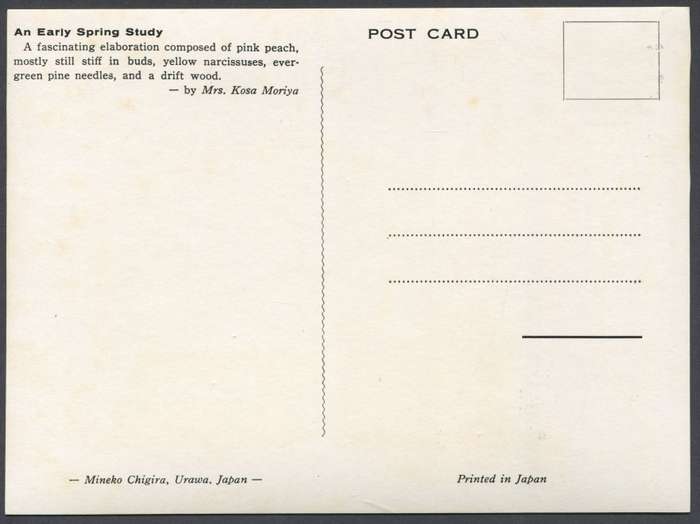 An Early Spring Study
A fascinating elaboration composed of pink peach,
mostly still stiff in buds, yellow narcissuses, ever-
green pine needles, and a drift wood.
— by Mrs. Kosa Moriya
POST CARD
— Mineko Chigira, Urawa, Japan —
Printed in Japan